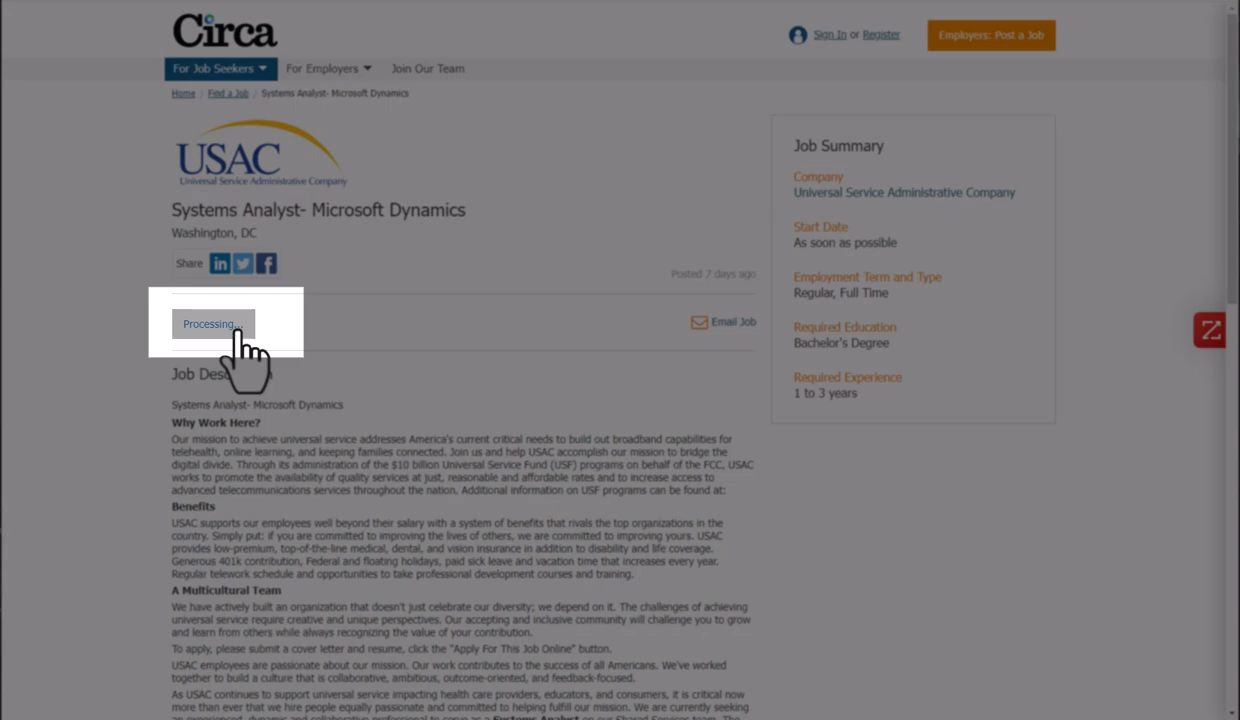 Circa
Sign In or Register
Employers: Post a Job
For Job Seekers
For Employers
Join Our Team
Home / Find a Job / Systems Analyst- Microsoft Dynamics
USAC
Universal Service Administrative Company
Systems Analyst- Microsoft Dynamics
Washington, DC
Share
Posted 7 days ago
Processing...
Email Job
Job Summary
Company
Universal Service Administrative Company
Start Date
As soon as possible
Employment Term and Type
Regular, Full Time
Required Education
Bachelor's Degree
Required Experience
1 to 3 years
Job Des
Systems Analyst- Microsoft Dynamics
Why Work Here?
Our mission to achieve universal service addresses America's current critical needs to build out broadband capabilities for
telehealth, online learning, and keeping families connected. Join us and help USAC accomplish our mission to bridge the
digital divide. Through its administration of the $10 billion Universal Service Fund (USF) programs on behalf of the FCC, USAC
works to promote the availability of quality services at just, reasonable and affordable rates and to increase access to
advanced telecommunications services throughout the nation. Additional information on USF programs can be found at:
Benefits
USAC supports our employees well beyond their salary with a system of benefits that rivals the top organizations in the
country. Simply put: if you are committed to improving the lives of others, we are committed to improving yours. USAC
provides low-premium, top-of-the-line medical, dental, and vision insurance in addition to disability and life coverage.
Generous 401k contribution, Federal and floating holidays, paid sick leave and vacation time that increases every year.
Regular telework schedule and opportunities to take professional development courses and training.
A Multicultural Team
We have actively built an organization that doesn't just celebrate our diversity; we depend on it. The challenges of achieving
universal service require creative and unique perspectives. Our accepting and inclusive community will challenge you to grow
and learn from others while always recognizing the value of your contribution.
To apply, please submit a cover letter and resume, click the "Apply For This Job Online" button.
USAC employees are passionate about our mission. Our work contributes to the success of all Americans. We've worked
together to build a culture that is collaborative, ambitious, outcome-oriented, and feedback-focused.
As USAC continues to support universal service impacting health care providers, educators, and consumers, it is critical now
more than ever that we hire people equally passionate and committed to helping fulfill our mission. We are currently seeking
an experienced, dynamic and collaborative professional to serve as a Systems Analyst on our Shared Services team. The